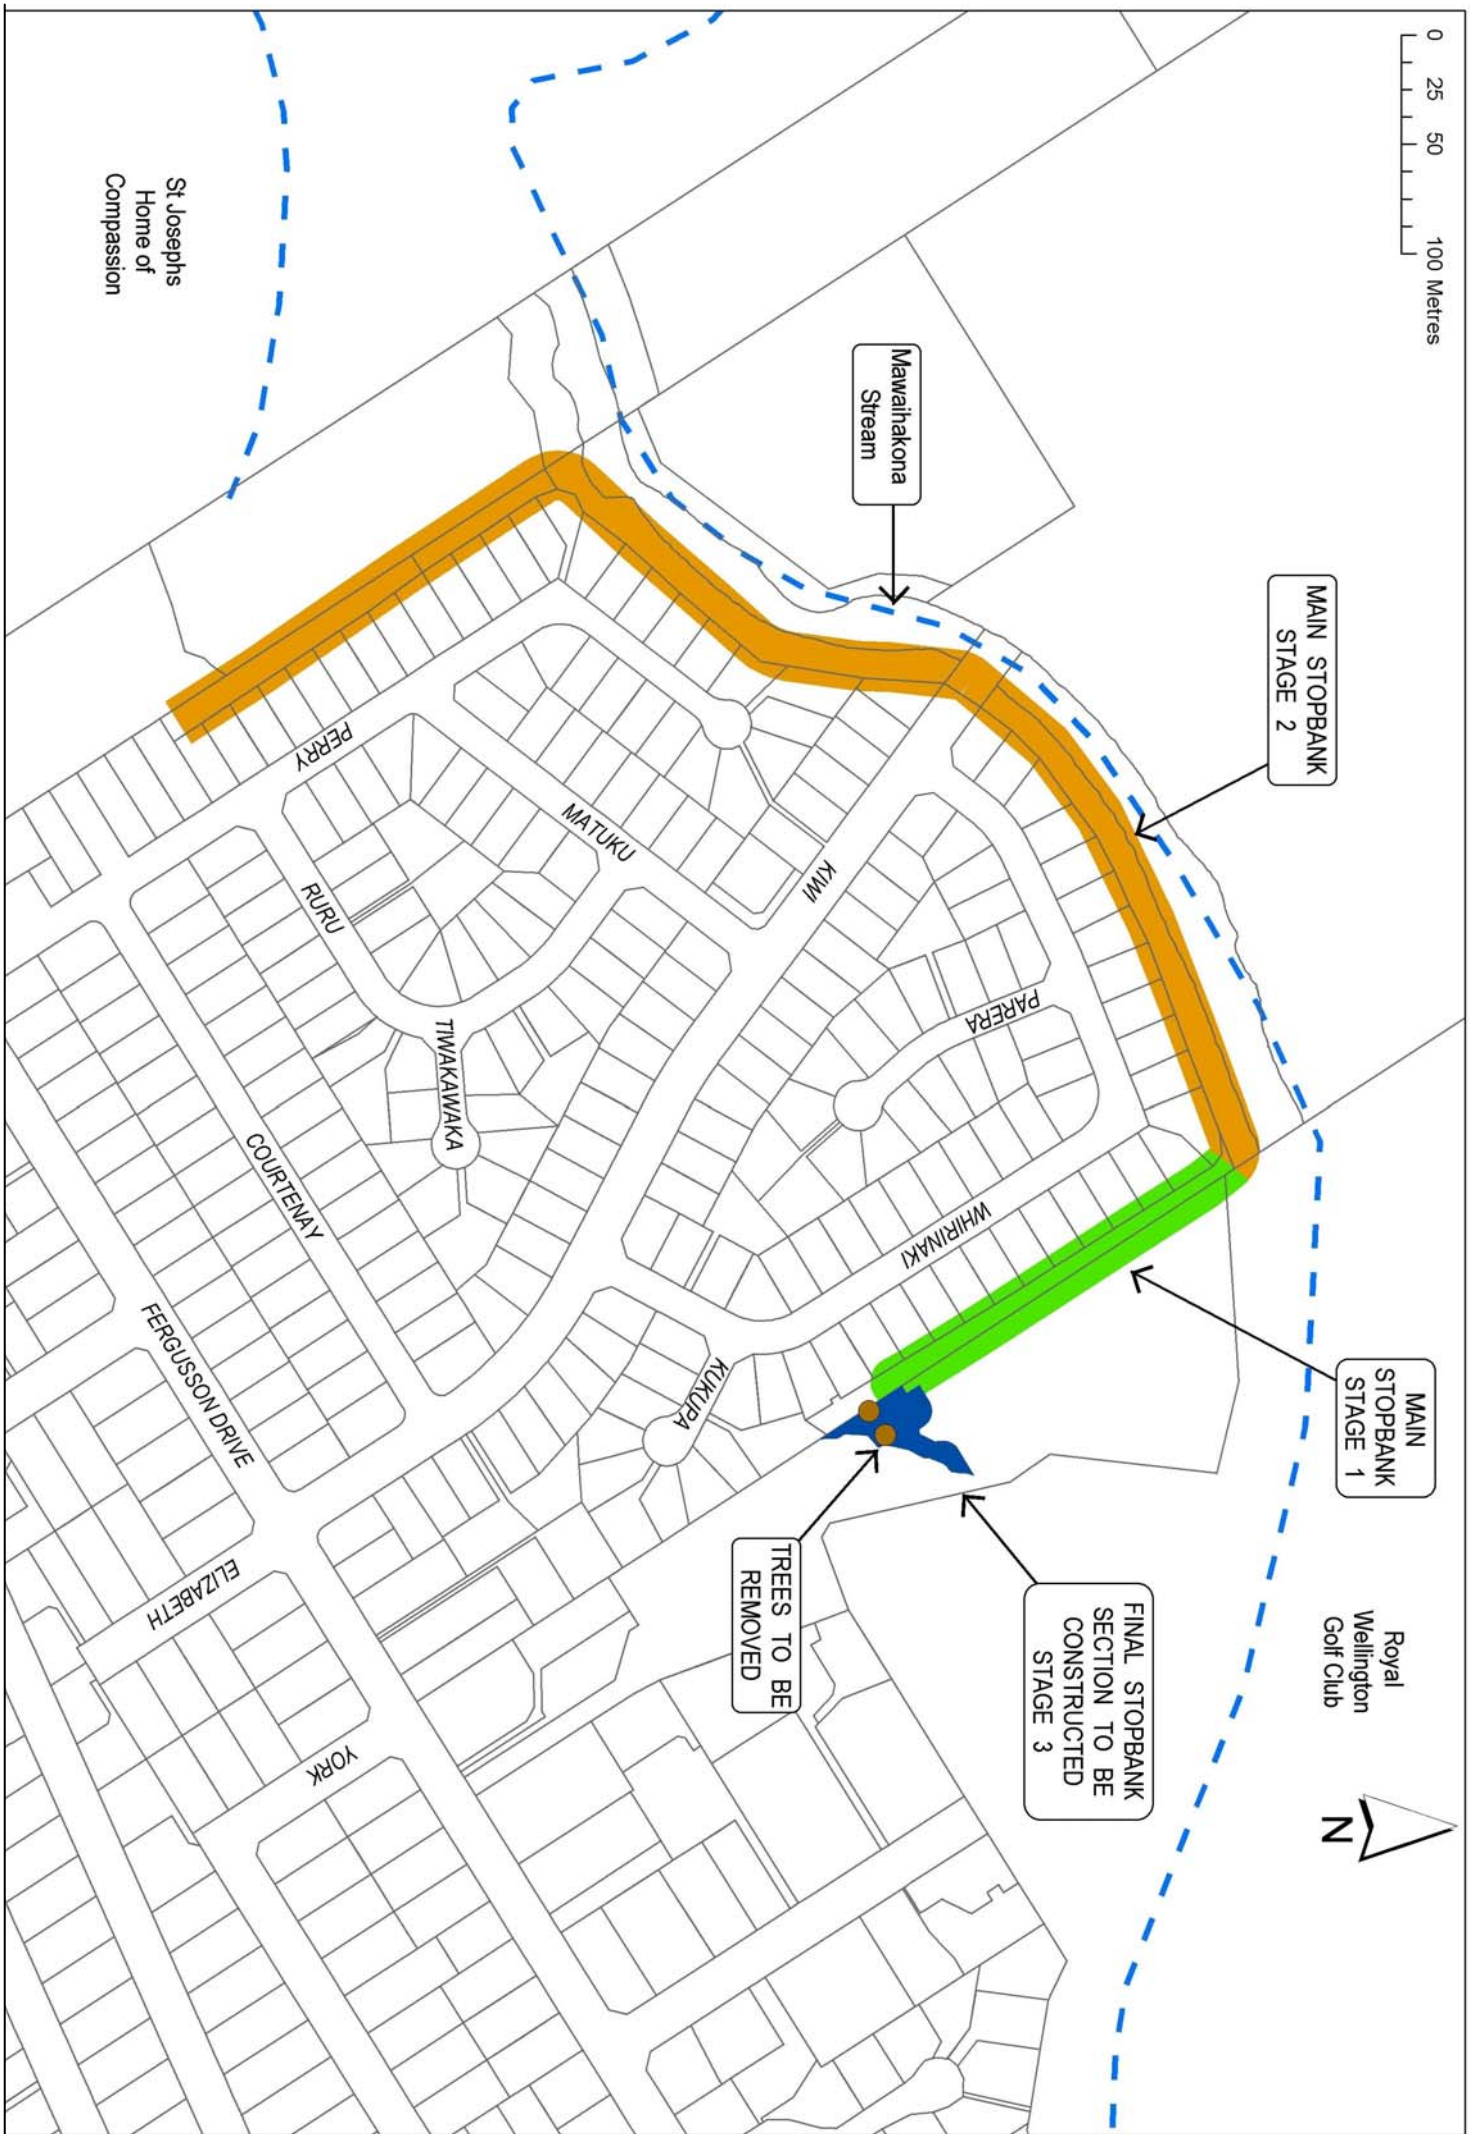 0 25 50 100 Metres
MAIN STOPBANK
STAGE 2
MAIN
STOPBANK
STAGE 1
Royal
Wellington
Golf Club
N
Mawaihakona
Stream
FINAL STOPBANK
SECTION TO BE
CONSTRUCTED
STAGE 3
TREES TO BE
REMOVED
St Josephs
Home of
Compassion
PERRY
MATUKU
KIWI
PARERA
RURU
TIWAKAWAKA
WHIRINAKI
COURTENAY
KUKUPA
FERGUSSON DRIVE
ELIZABETH
YORK